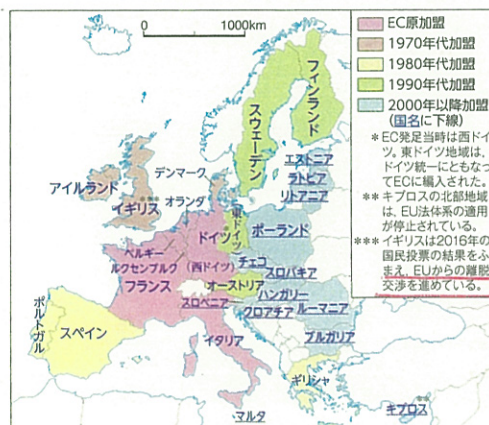 0 1000km
EC原加盟
1970年代加盟
1980年代加盟
1990年代加盟
2000年以降加盟
(国名に下線)
*EC発足当時は西ドイ
ツ。東ドイツ地域は、
ドイツ統一にともなっ
てECに編入された。
**キプロスの北部地域
は、EU法体系の適用
が停止されている。
***イギリスは2016年の
国民投票の結果をふ
まえ、EUからの離脱
交渉を進めている。
フィンランド
スウェーデン
エストニア
ラトビア
リトアニア
デンマーク
アイルランド
イギリス***
オランダ
ドイツ*
東ドイツ
(西ドイツ)
ポーランド
ベルギー
ルクセンブルク
フランス
チェコ
スロバキア
オーストリア
ハンガリー
スロベニア
クロアチア
ルーマニア
ブルガリア
ポルトガル
スペイン
イタリア
ギリシャ
マルタ
キプロス**